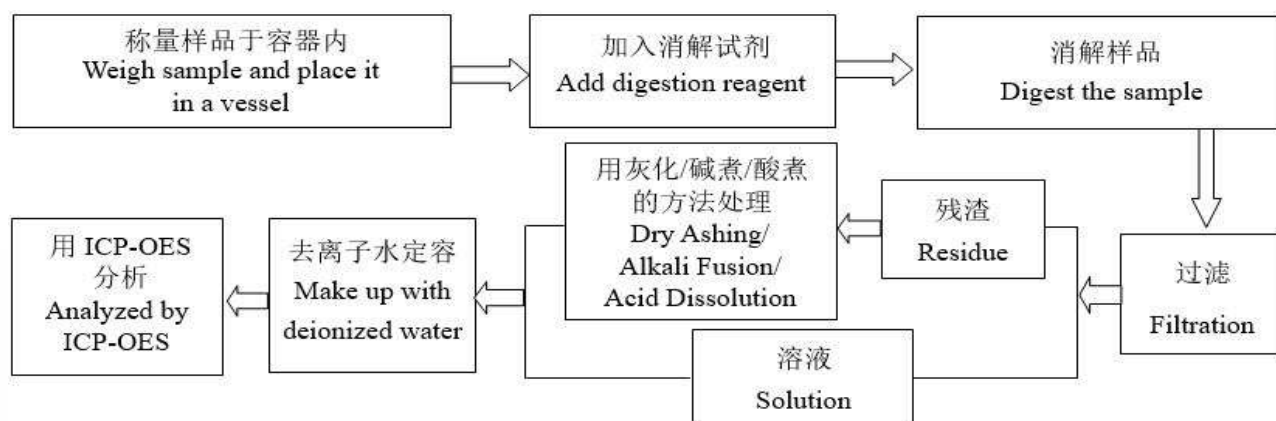 称量样品于容器内
Weigh sample and place it
in a vessel
加入消解试剂
Add digestion reagent
消解样品
Digest the sample
过滤
Filtration
残渣
Residue
用灰化/碱煮/酸煮
的方法处理
Dry Ashing/
Alkali Fusion/
Acid Dissolution
溶液
Solution
去离子水定容
Make up with
deionized water
用 ICP-OES
分析
Analyzed by
ICP-OES